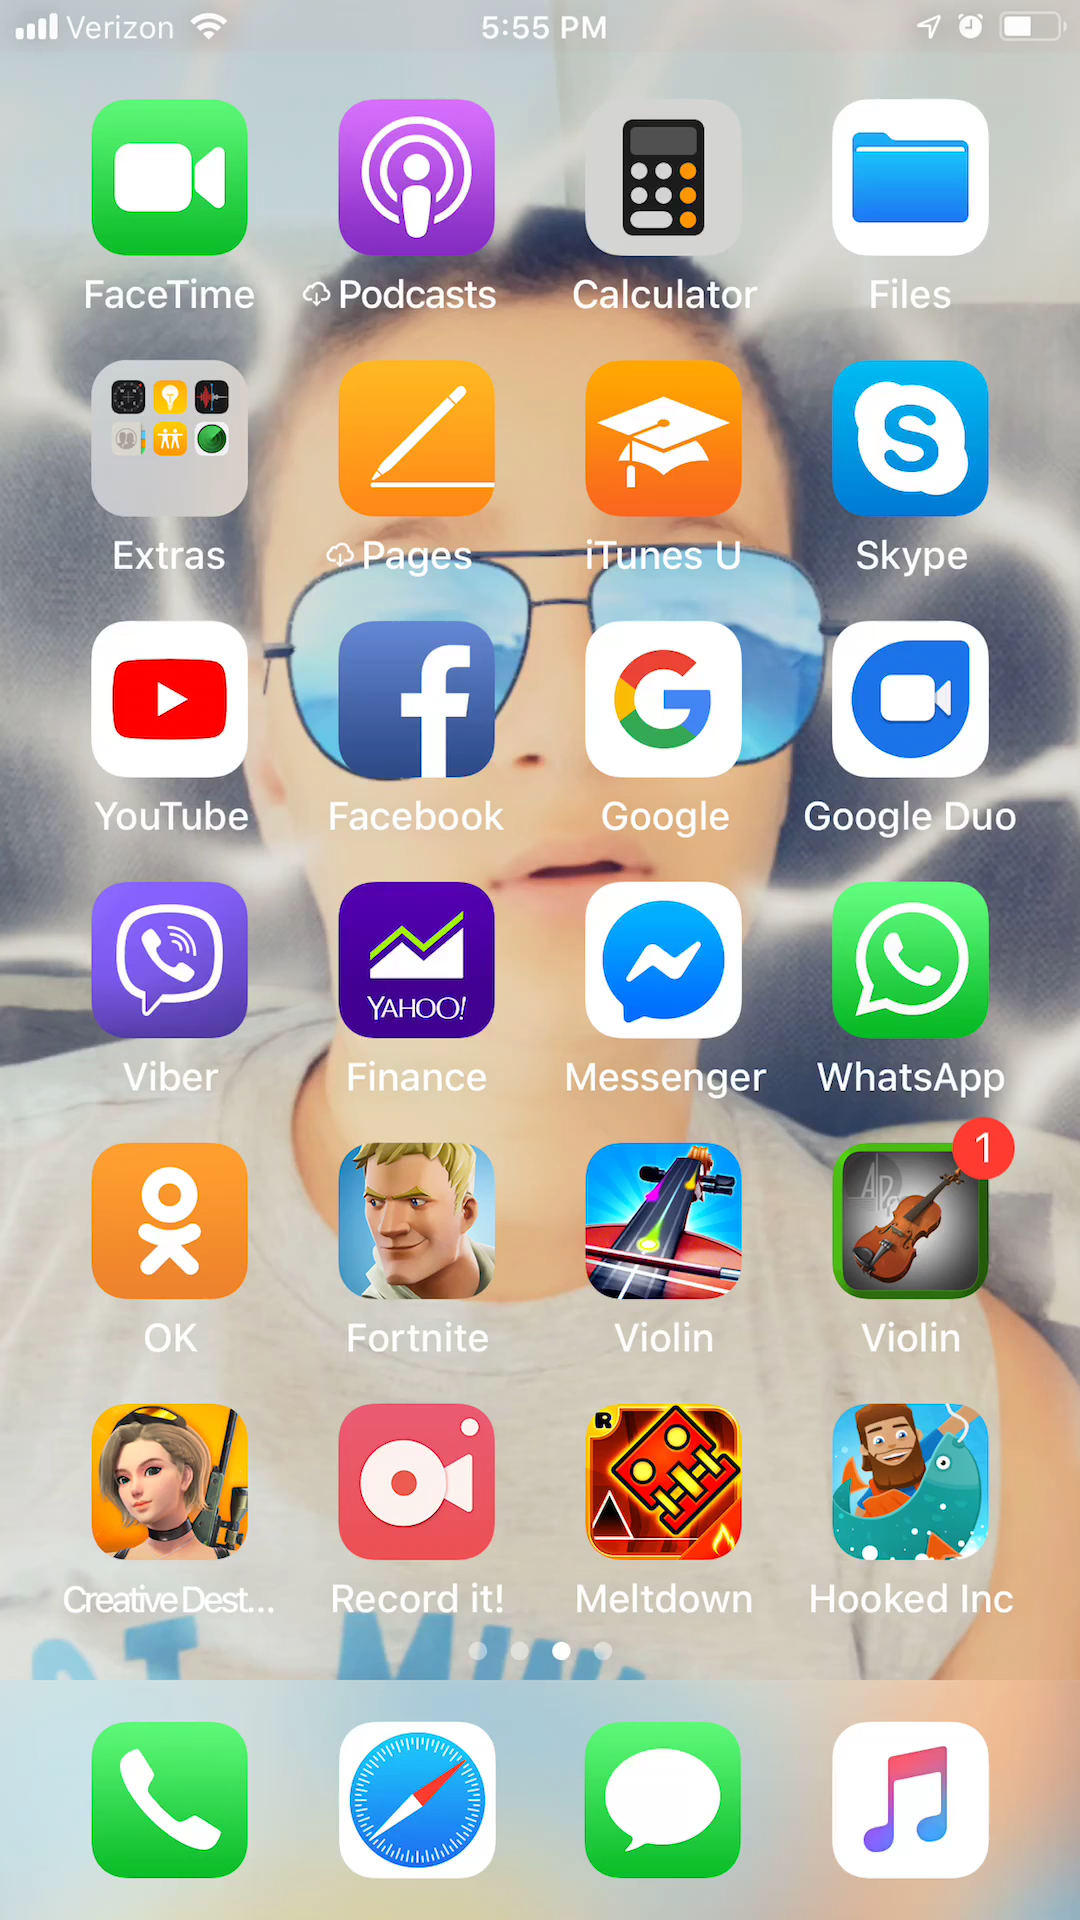 Verizon 5:55 PM
FaceTime Podcasts Calculator Files
Extras Pages iTunes U Skype
YouTube Facebook Google Google Duo
YAHOO!
Viber Finance Messenger WhatsApp
1
OK Fortnite Violin Violin
R
Creative Dest... Record it! Meltdown Hooked Inc